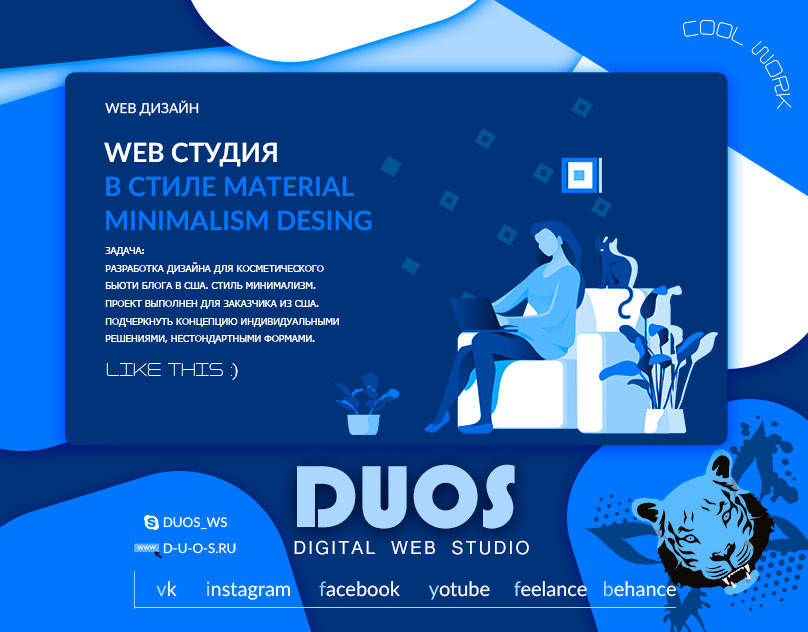 COOL WORK
WEB ДИЗАЙН
WEB СТУДИЯ
В СТИЛЕ MATERIAL
MINIMALISM DESING
ЗАДАЧА:
РАЗРАБОТКА ДИЗАЙНА ДЛЯ КОСМЕТИЧЕСКОГО
БЬЮТИ БЛОГА В США. СТИЛЬ МИНИМАЛИЗМ.
ПРОЕКТ ВЫПОЛНЕН ДЛЯ ЗАКАЗЧИКА ИЗ США.
ПОДЧЕРКНУТЬ КОНЦЕПЦИЮ ИНДИВИДУАЛЬНЫМИ
РЕШЕНИЯМИ, НЕСТОНДАРТНЫМИ ФОРМАМИ.
LIKE THIS :)
DUOS
DIGITAL WEB STUDIO
DUOS_WS
www D-U-O-S.RU
vk instagram facebook yotube feelance behance